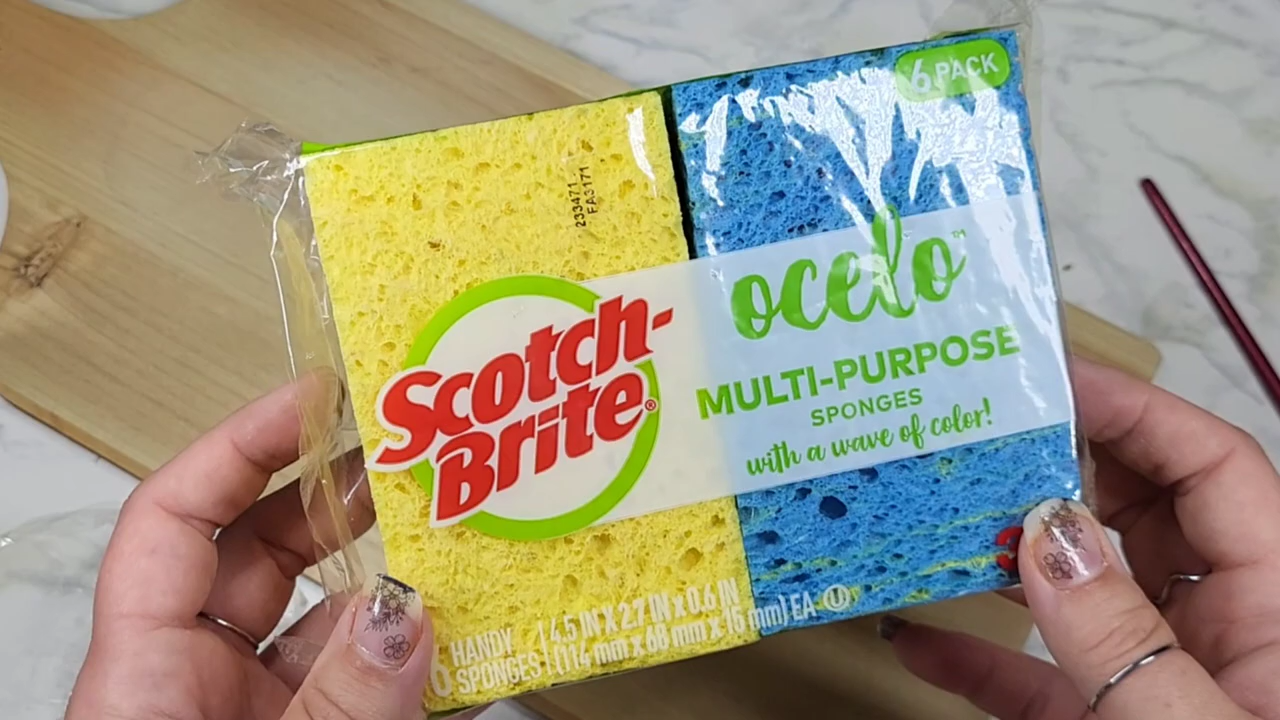 6 PACK
233471
FA3171
ocelo™
Scotch-
Brite®
MULTI-PURPOSE
SPONGES
with a wave of color!
6 HANDY
SPONGES
4.5 IN X 2.7 IN x 0.6 IN
(114 mm x 68 mm x 15 mm) EA
U